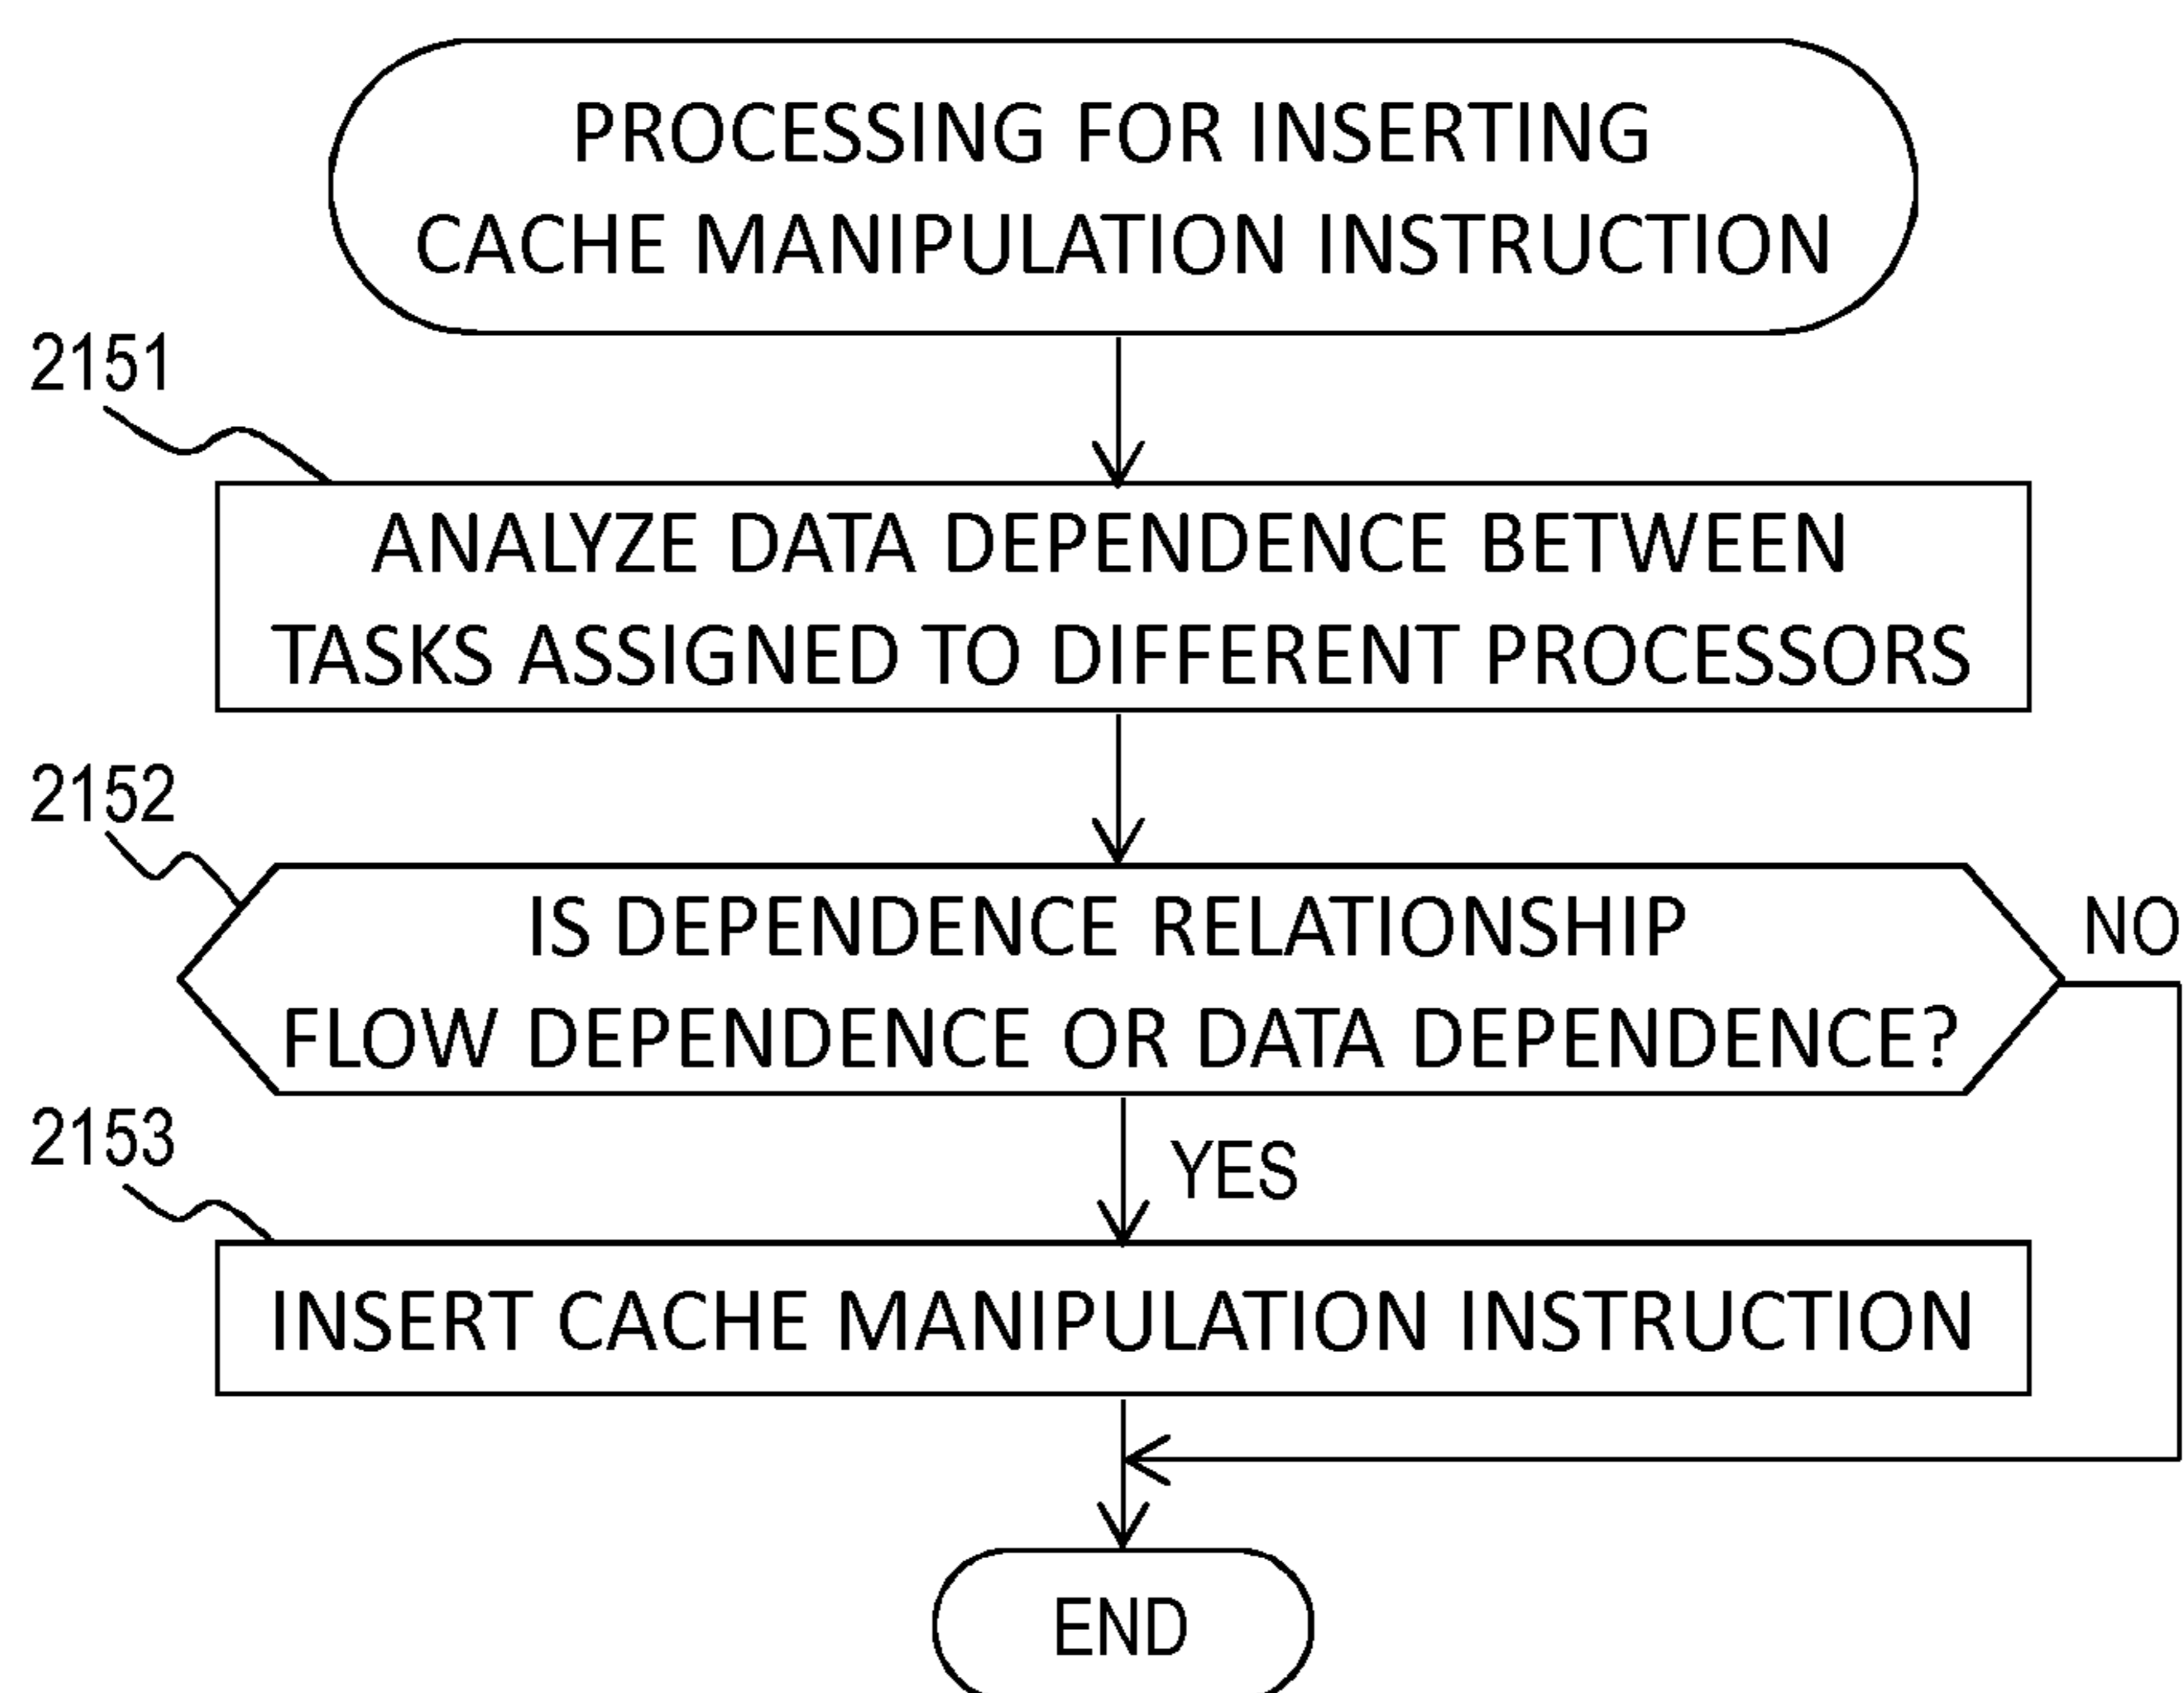 PROCESSING FOR INSERTING
CACHE MANIPULATION INSTRUCTION
2151
ANALYZE DATA DEPENDENCE BETWEEN
TASKS ASSIGNED TO DIFFERENT PROCESSORS
2152
IS DEPENDENCE RELATIONSHIP
FLOW DEPENDENCE OR DATA DEPENDENCE?
NO
YES
2153
INSERT CACHE MANIPULATION INSTRUCTION
END